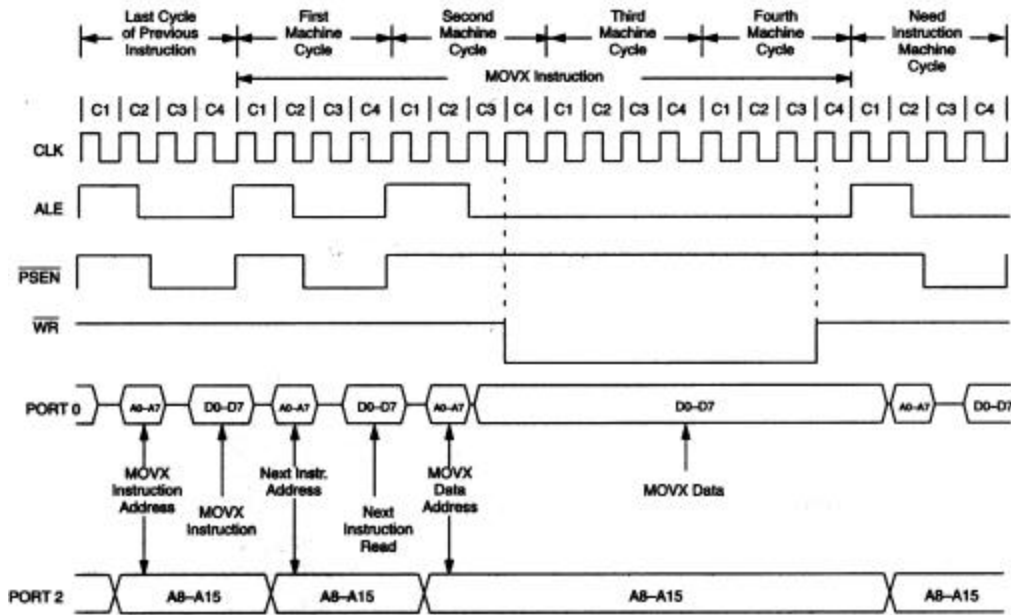 Last Cycle
of Previous
Instruction
First
Machine
Cycle
Second
Machine
Cycle
Third
Machine
Cycle
Fourth
Machine
Cycle
Need
Instruction
Machine
Cycle
MOVX Instruction
C1 C2 C3 C4 C1 C2 C3 C4 C1 C2 C3 C4 C1 C2 C3 C4 C1 C2 C3 C4 C1 C2 C3 C4
CLK
ALE
PSEN
WR
PORT 0
A0–A7 D0–D7 A0–A7 D0–D7 A0–A7 D0–D7 A0–A7 D0–D7
MOVX
Instruction
Address
MOVX
Instruction
Next Instr.
Address
Next
Instruction
Read
MOVX
Data
Address
MOVX Data
PORT 2
A8–A15 A8–A15 A8–A15 A8–A15